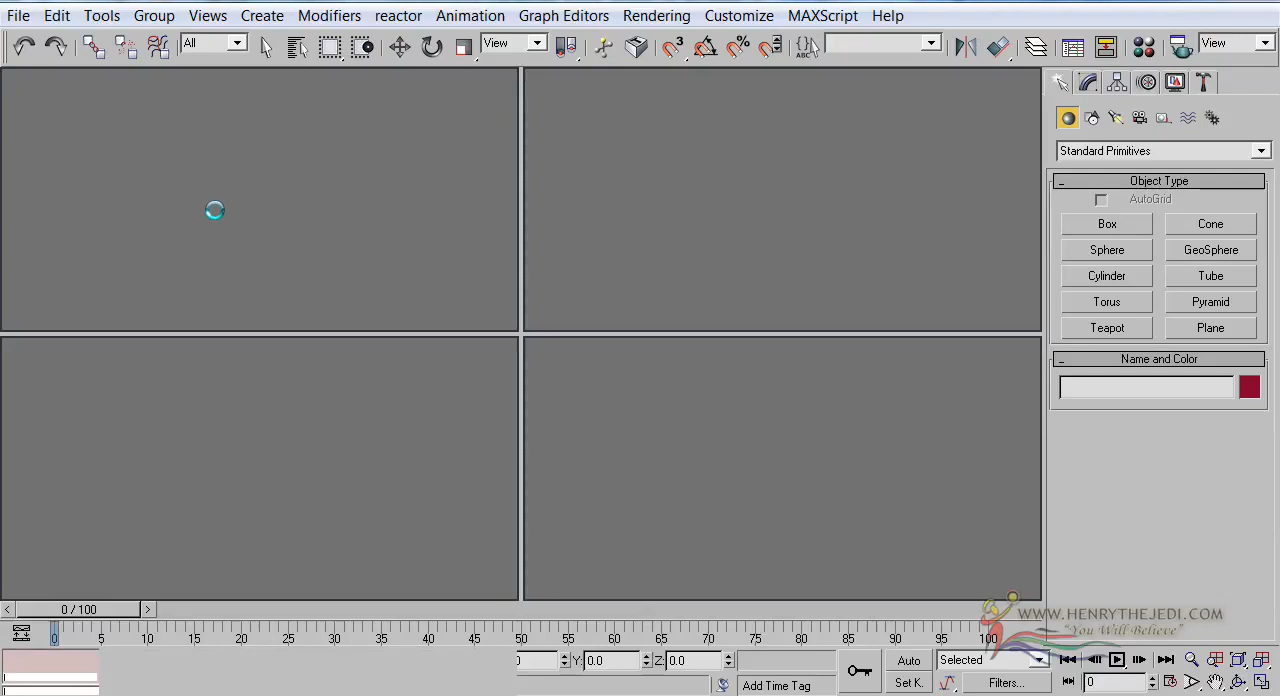 File Edit Tools Group Views Create Modifiers reactor Animation Graph Editors Rendering Customize MAXScript Help
All View 3 % ABC View
Standard Primitives
- Object Type
AutoGrid
Box Cone
Sphere GeoSphere
Cylinder Tube
Torus Pyramid
Teapot Plane
- Name and Color
< 0 / 100 >
0 5 10 15 20 25 30 35 40 45 50 55 60 65 70 75 80 85 90 95 100
WWW.HENRYTHEJEDI.COM
"You Will Believe"
Y: 0.0 Z: 0.0 Auto Selected
Add Time Tag Set K. Filters... 0